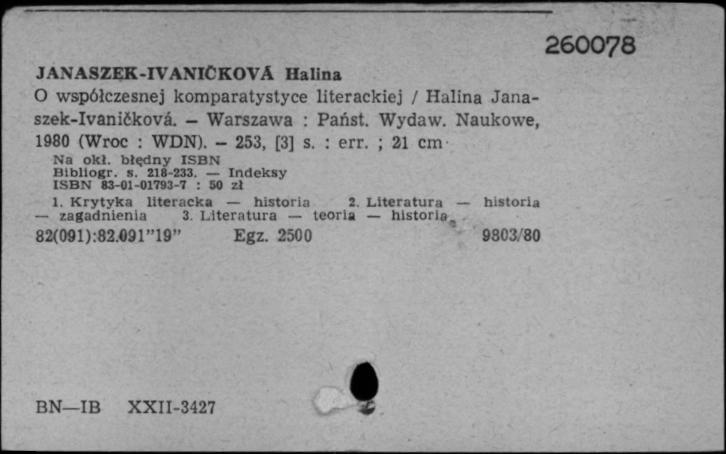 260078
JANASZEK-IVANIČKOVÁ Halina
O współczesnej komparatystyce literackiej / Halina Jana-
szek-Ivaničková. — Warszawa : Państ. Wydaw. Naukowe,
1980 (Wroc : WDN). — 253, [3] s. : err. ; 21 cm
Na okł. błędny ISBN
Bibliogr. s. 218-233. — Indeksy
ISBN 83-01-01793-7 : 50 zł
1. Krytyka literacka — historia 2. Literatura — historia
— zagadnienia 3. Literatura — teoria — historia
82(091):82.091"19" Egz. 2500 9803/80
BN—IB XXII-3427